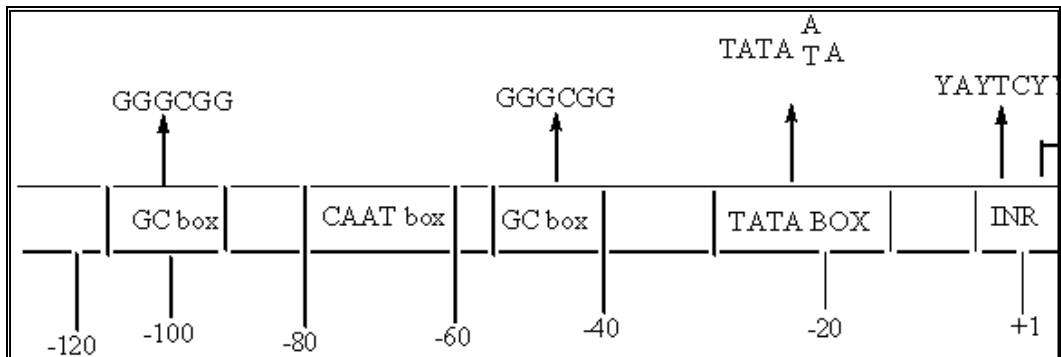 A
TATA T A
GGGCGG GGGCGG YAYTCY
GC box CAAT box GC box TATA BOX INR
-120 -100 -80 -60 -40 -20 +1